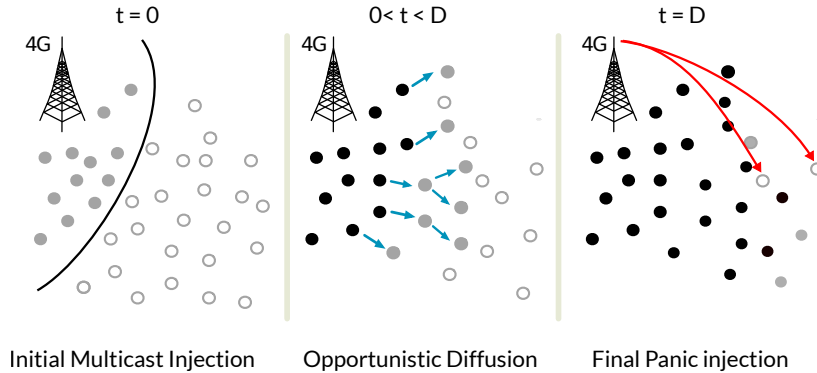 t = 0
0< t < D
t = D
4G
4G
4G
Initial Multicast Injection
Opportunistic Diffusion
Final Panic injection